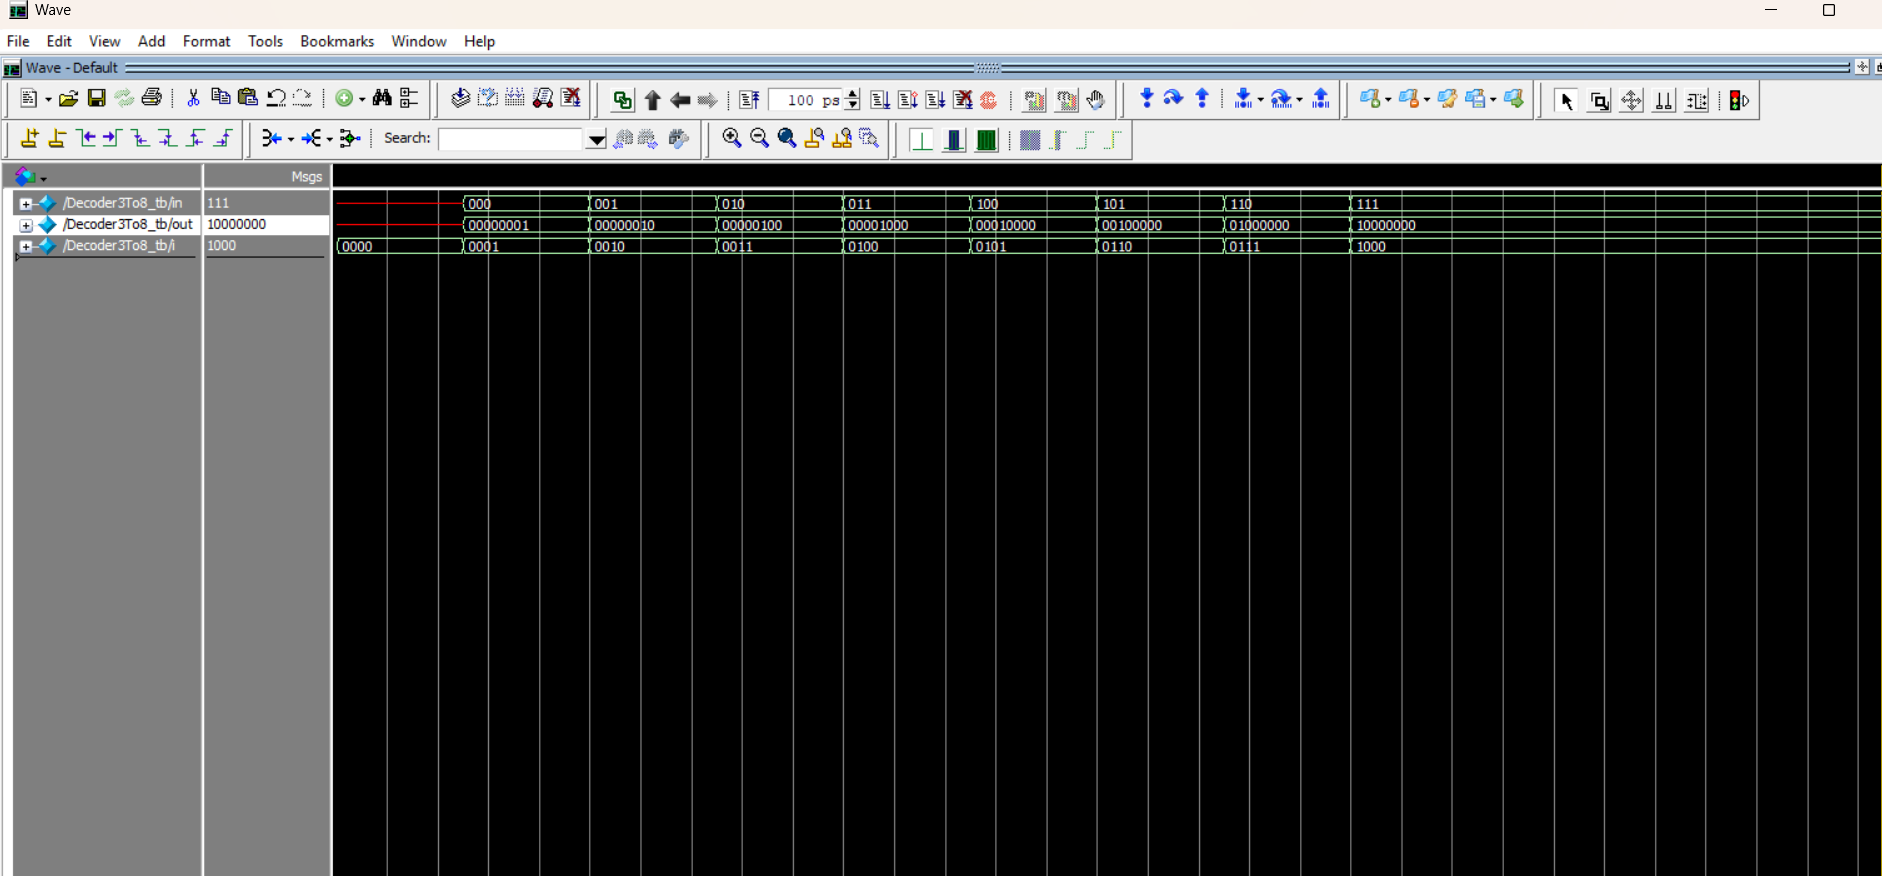 Wave
File Edit View Add Format Tools Bookmarks Window Help
Wave - Default
100 ps
Search:
Msgs
/Decoder3To8_tb/in 111 000 001 010 011 100 101 110 111
/Decoder3To8_tb/out 10000000 00000001 00000010 00000100 00001000 00010000 00100000 01000000 10000000
/Decoder3To8_tb/i 1000 0000 0001 0010 0011 0100 0101 0110 0111 1000